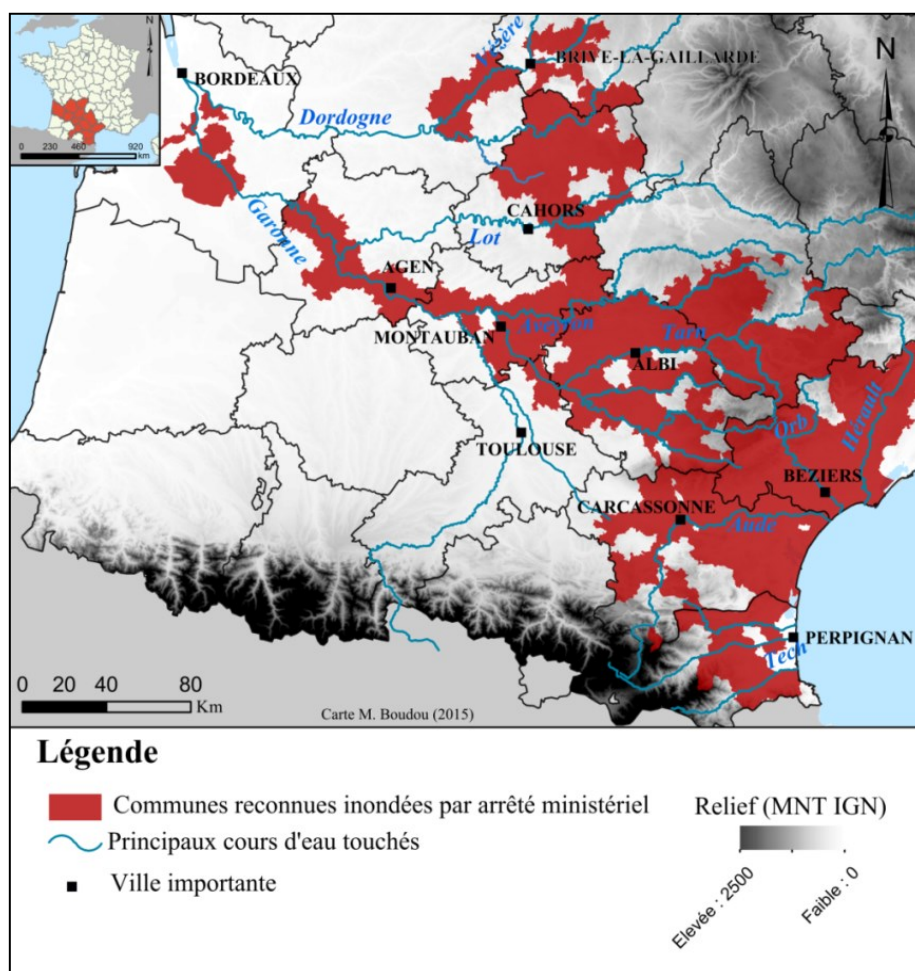 0 230 460 920
km
N
BORDEAUX
Vézère
BRIVE-LA-GAILLARDE
Dordogne
CAHORS
Garonne
Lot
AGEN
MONTAUBAN
Aveyron
Tarn
ALBI
TOULOUSE
Orb
Hérault
BEZIERS
CARCASSONNE
Aude
PERPIGNAN
Tech
0 20 40 80
Km
Carte M. Boudou (2015)
Légende
Communes reconnues inondées par arrêté ministériel
Principaux cours d'eau touchés
Ville importante
Relief (MNT IGN)
Elevée : 2500
Faible : 0